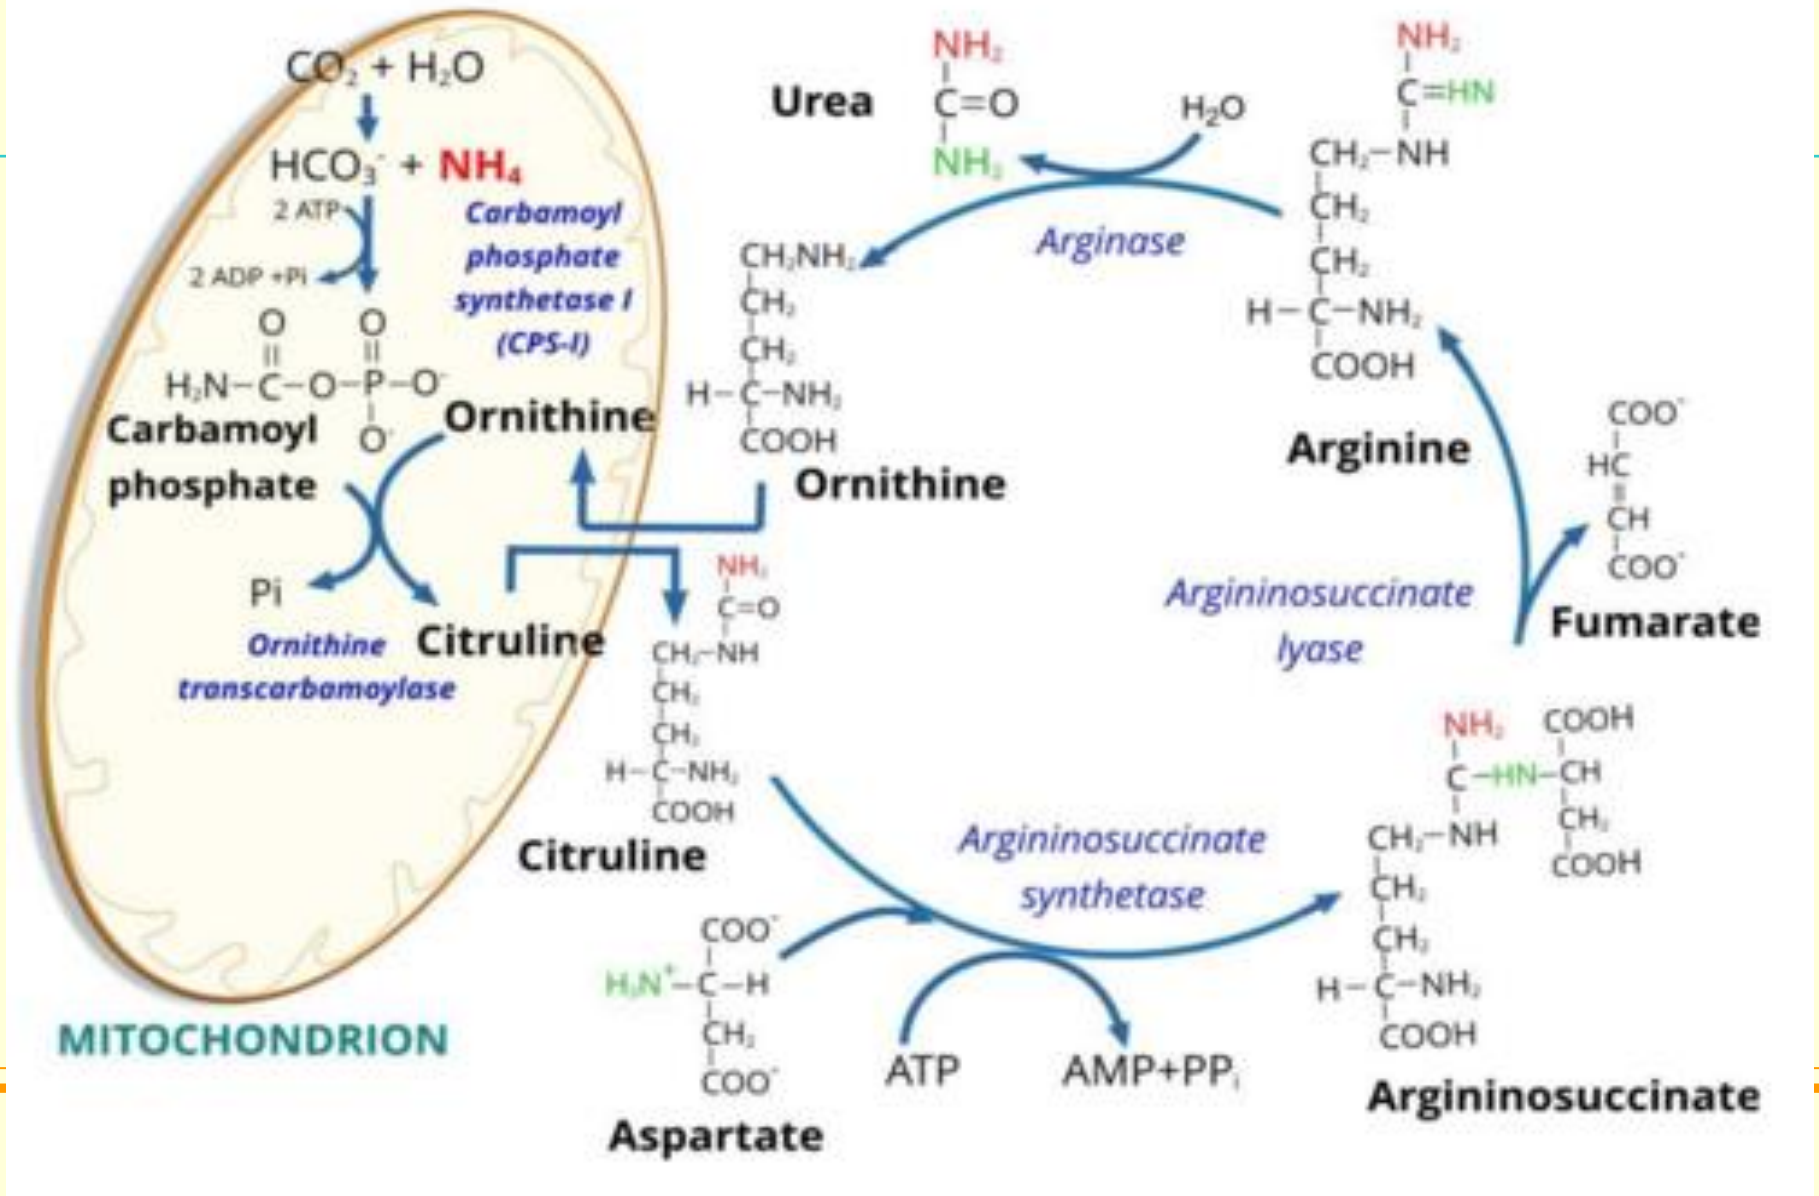 CO₂ + H₂O
HCO₃⁻ + NH₄
2 ATP
Carbamoyl
phosphate
synthetase I
(CPS-I)
2 ADP +Pi
O
O
H₂N–C–O–P–O⁻
O⁻
Carbamoyl
phosphate
Ornithine
Pi
Ornithine
transcarbamoylase
Citruline
MITOCHONDRION
Urea
NH₂
C=O
NH₂
H₂O
Arginase
CH₂NH₂
CH₂
CH₂
H–C–NH₂
COOH
Ornithine
NH₂
C=HN
CH₂–NH
CH₂
CH₂
H–C–NH₂
COOH
Arginine
COO⁻
HC
CH
COO⁻
Fumarate
Argininosuccinate
lyase
NH₂
C=O
CH₂–NH
CH₂
CH₂
H–C–NH₂
COOH
Citruline
Argininosuccinate
synthetase
COO⁻
H₃N⁺–C–H
CH₂
COO⁻
Aspartate
ATP
AMP+PPᵢ
NH₂ COOH
C–HN–CH
CH₂
CH₂–NH
COOH
CH₂
CH₂
H–C–NH₂
COOH
Argininosuccinate